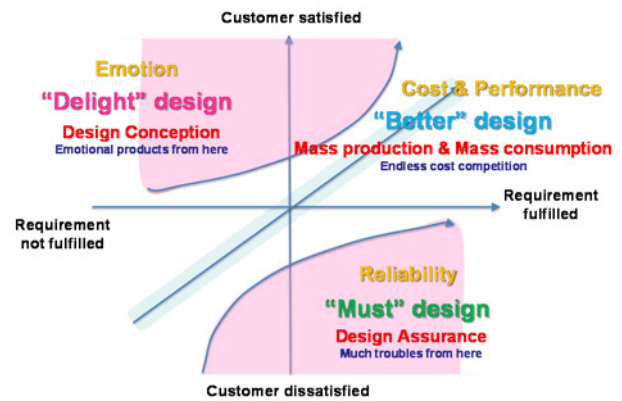 Customer satisfied
Emotion
"Delight" design
Design Conception
Emotional products from here
Cost & Performance
"Better" design
Mass production & Mass consumption
Endless cost competition
Requirement
not fulfilled
Requirement
fulfilled
Reliability
"Must" design
Design Assurance
Much troubles from here
Customer dissatisfied